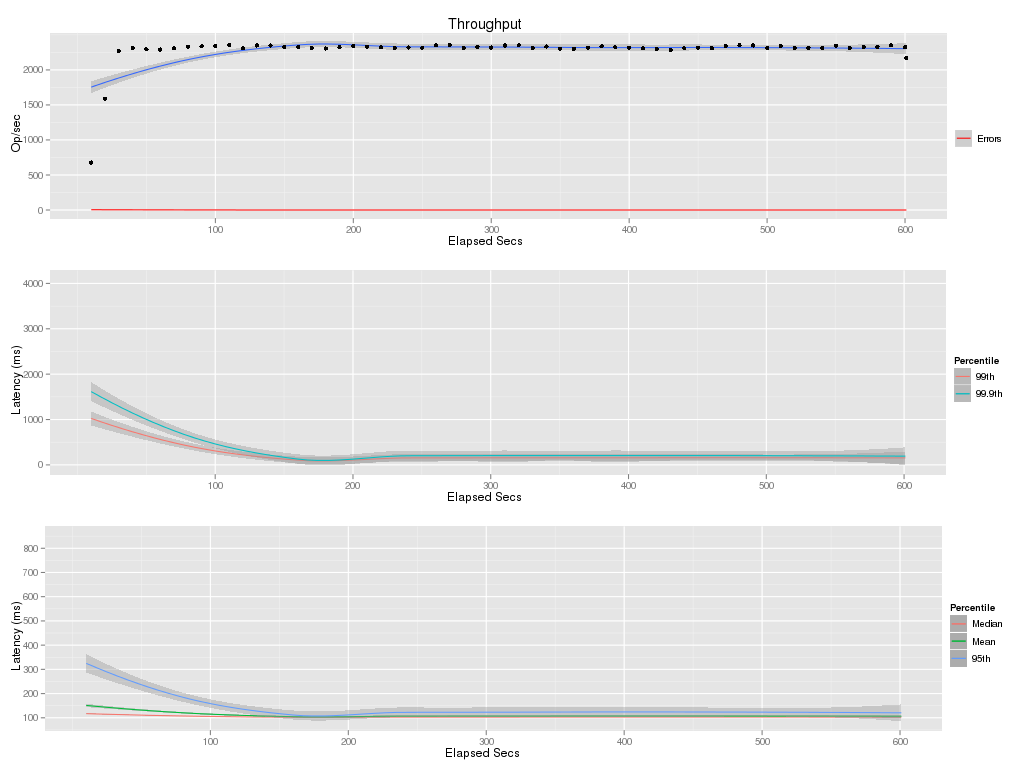 Throughput
2000
1500
1000
500
0
Op/sec
100 200 300 400 500 600
Elapsed Secs
Errors
4000
3000
2000
1000
0
Latency (ms)
100 200 300 400 500 600
Elapsed Secs
Percentile
99th
99.9th
800
700
600
500
400
300
200
100
Latency (ms)
100 200 300 400 500 600
Elapsed Secs
Percentile
Median
Mean
95th